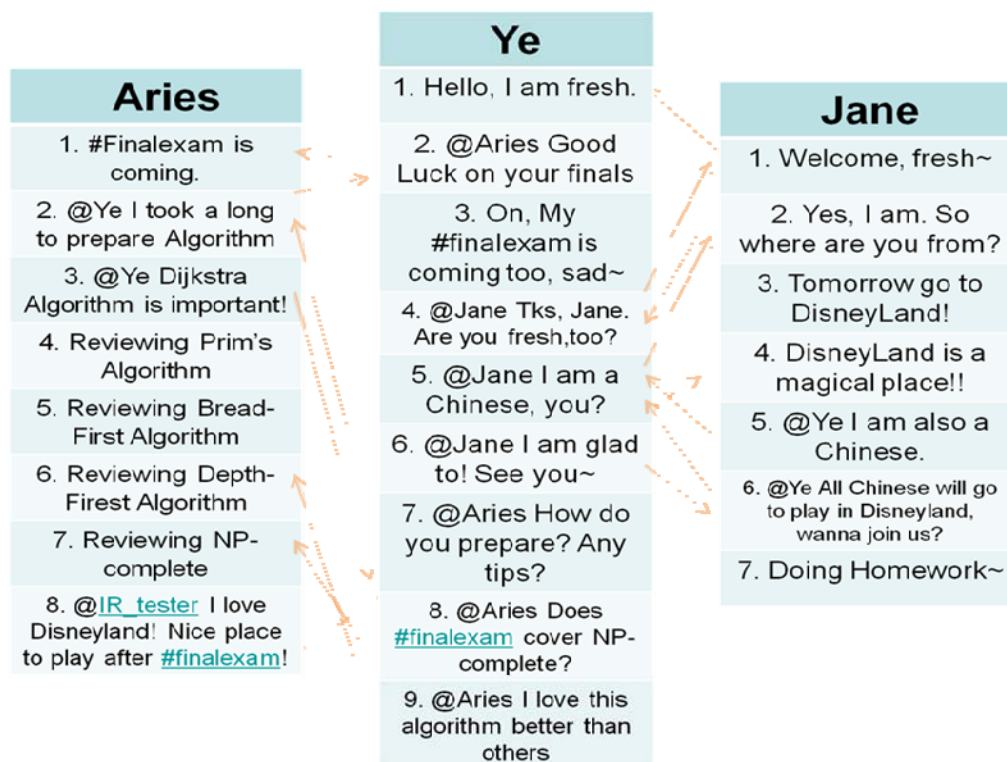 Aries
1. #Finalexam is
coming.
2. @Ye I took a long
to prepare Algorithm
3. @Ye Dijkstra
Algorithm is important!
4. Reviewing Prim's
Algorithm
5. Reviewing Bread-
First Algorithm
6. Reviewing Depth-
Firest Algorithm
7. Reviewing NP-
complete
8. @IR_tester I love
Disneyland! Nice place
to play after #finalexam!
Ye
1. Hello, I am fresh.
2. @Aries Good
Luck on your finals
3. On, My
#finalexam is
coming too, sad~
4. @Jane Tks, Jane.
Are you fresh,too?
5. @Jane I am a
Chinese, you?
6. @Jane I am glad
to! See you~
7. @Aries How do
you prepare? Any
tips?
8. @Aries Does
#finalexam cover NP-
complete?
9. @Aries I love this
algorithm better than
others
Jane
1. Welcome, fresh~
2. Yes, I am. So
where are you from?
3. Tomorrow go to
DisneyLand!
4. DisneyLand is a
magical place!!
5. @Ye I am also a
Chinese.
6. @Ye All Chinese will go
to play in Disneyland,
wanna join us?
7. Doing Homework~